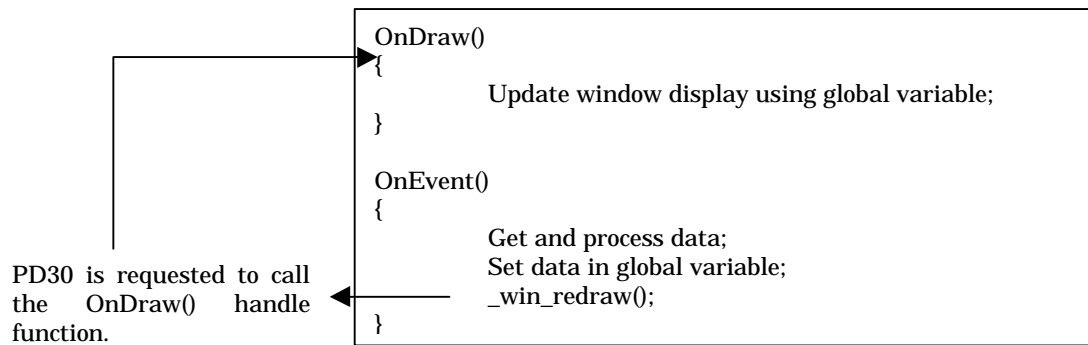 OnDraw()
{
Update window display using global variable;
}
OnEvent()
{
Get and process data;
Set data in global variable;
_win_redraw();
}
PD30 is requested to call
the OnDraw() handle
function.